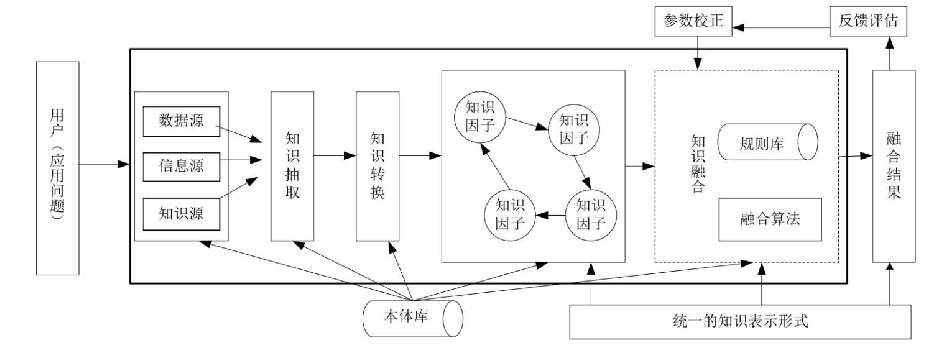 参数校正
反馈评估
用户（应用问题）
数据源
信息源
知识源
知识抽取
知识转换
知识
因子
知识
因子
知识
因子
知识
因子
知识融合
规则库
融合算法
融合结果
本体库
统一的知识表示形式